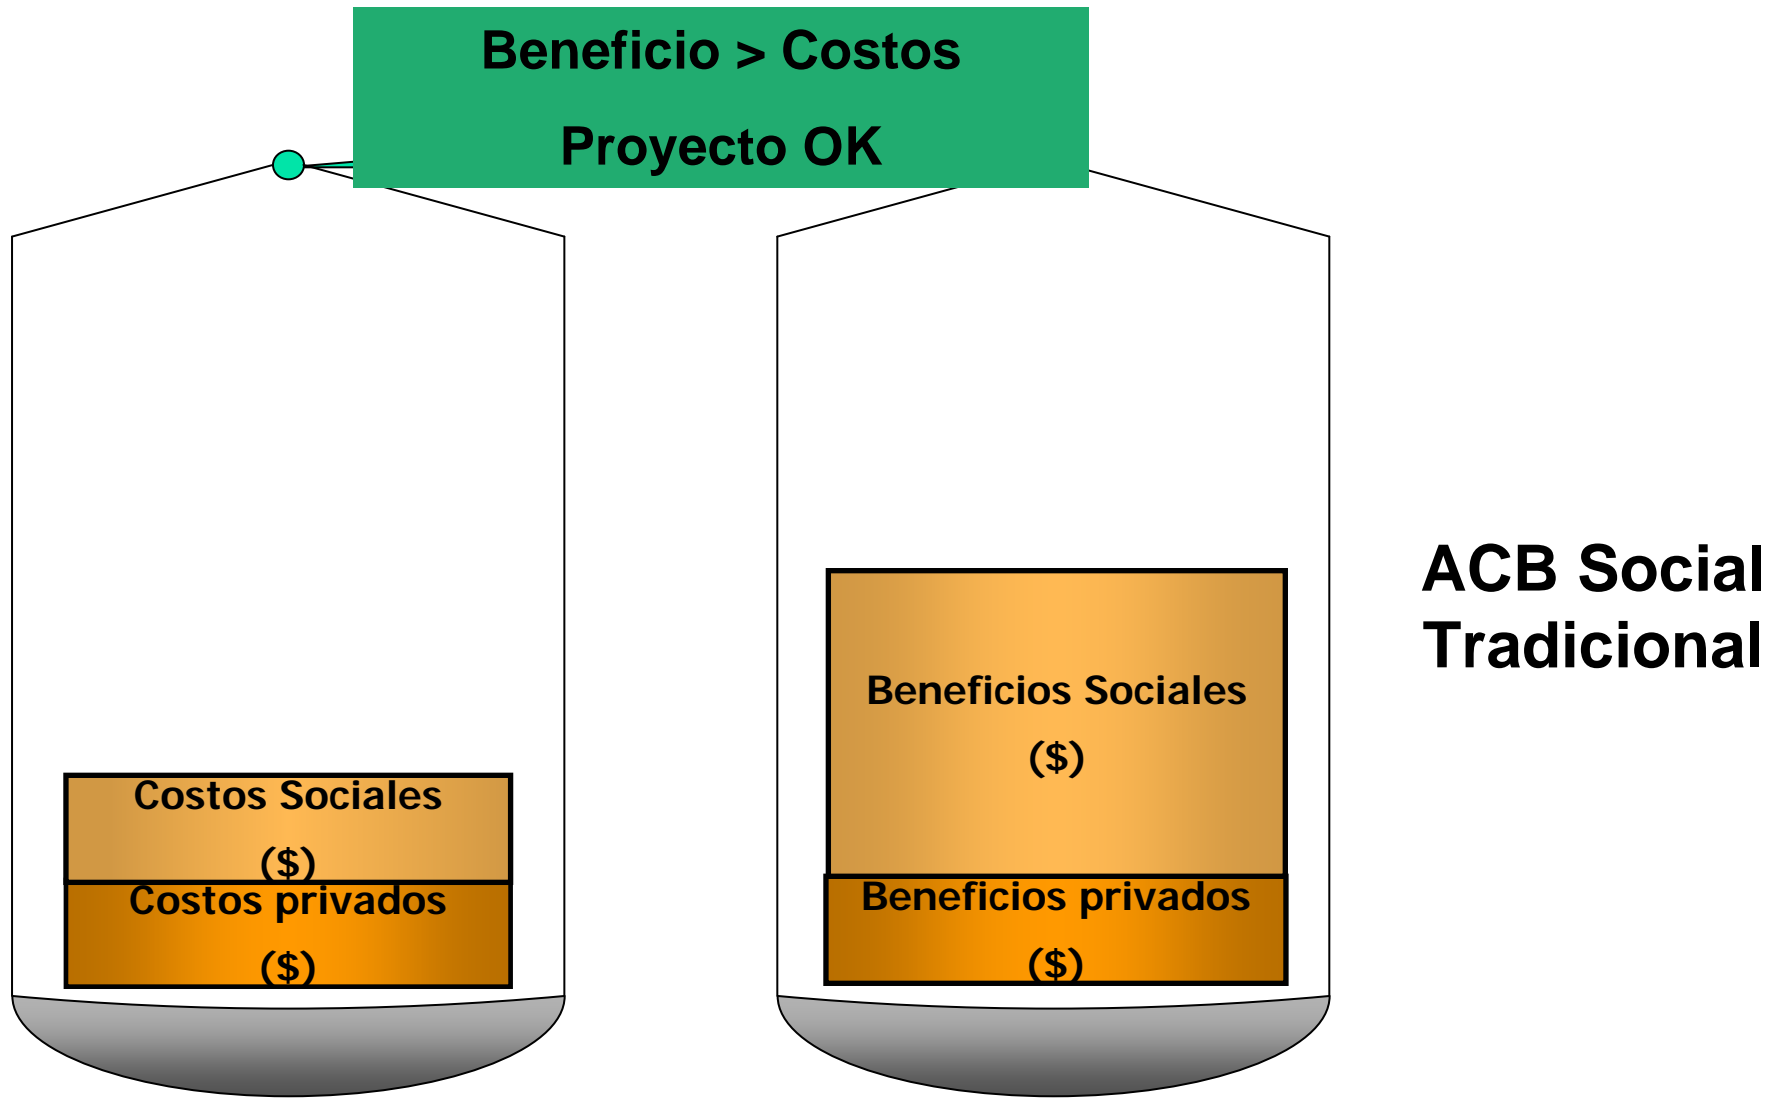 Beneficio > Costos
Proyecto OK
ACB Social
Tradicional
Beneficios Sociales
($)
Costos Sociales
($)
Costos privados
($)
Beneficios privados
($)